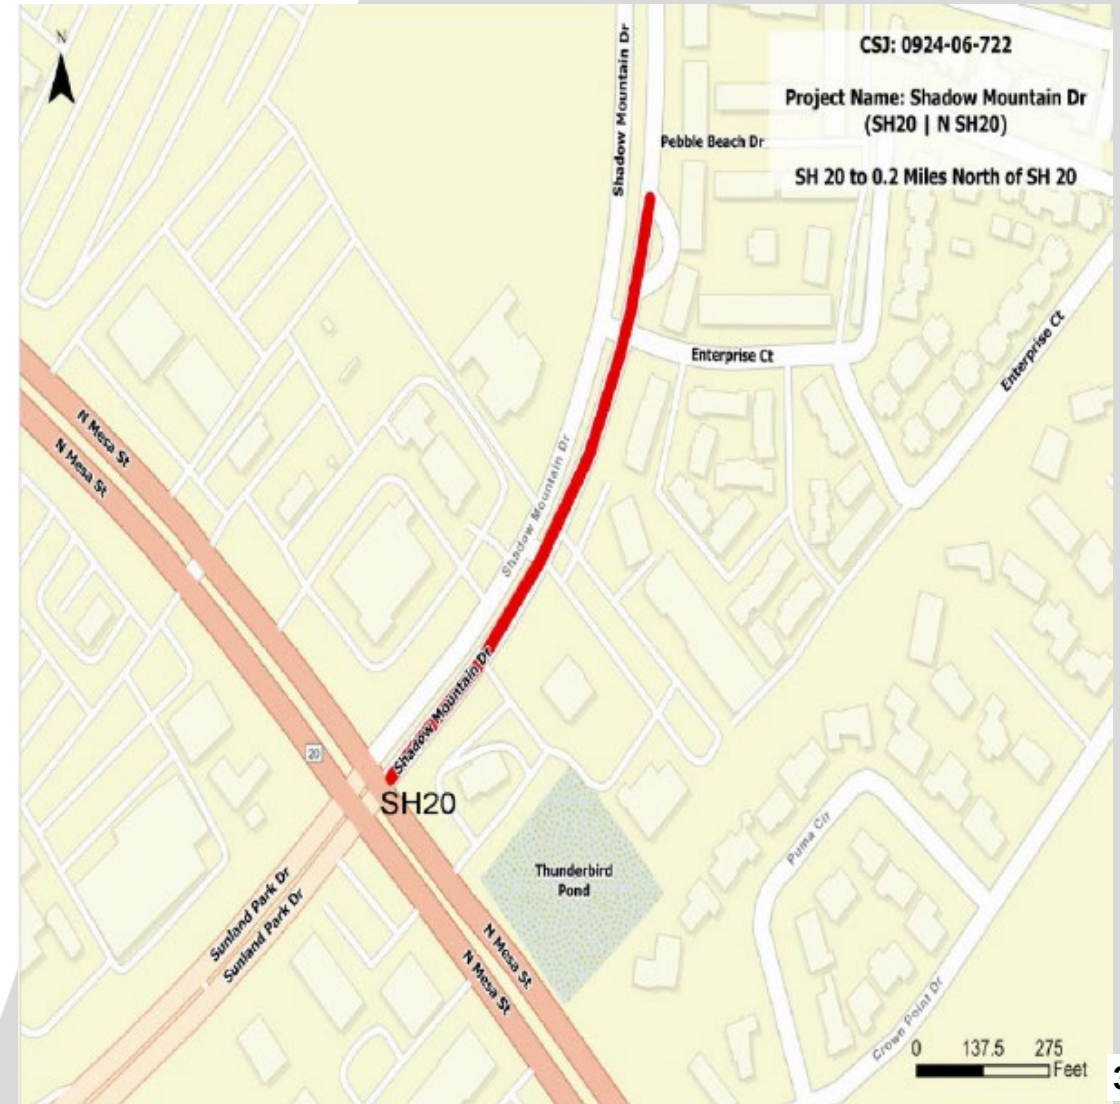 N
Shadow Mountain Dr
CSJ: 0924-06-722
Project Name: Shadow Mountain Dr
(SH20 | N SH20)
SH 20 to 0.2 Miles North of SH 20
Pebble Beach Dr
Enterprise Ct
Enterprise Ct
N Mesa St
N Mesa St
Shadow Mountain Dr
Shadow Mountain Dr
20
SH20
Puma Cir
Thunderbird
Pond
Sunland Park Dr
Sunland Park Dr
N Mesa St
N Mesa St
Crown Point Dr
0 137.5 275
Feet